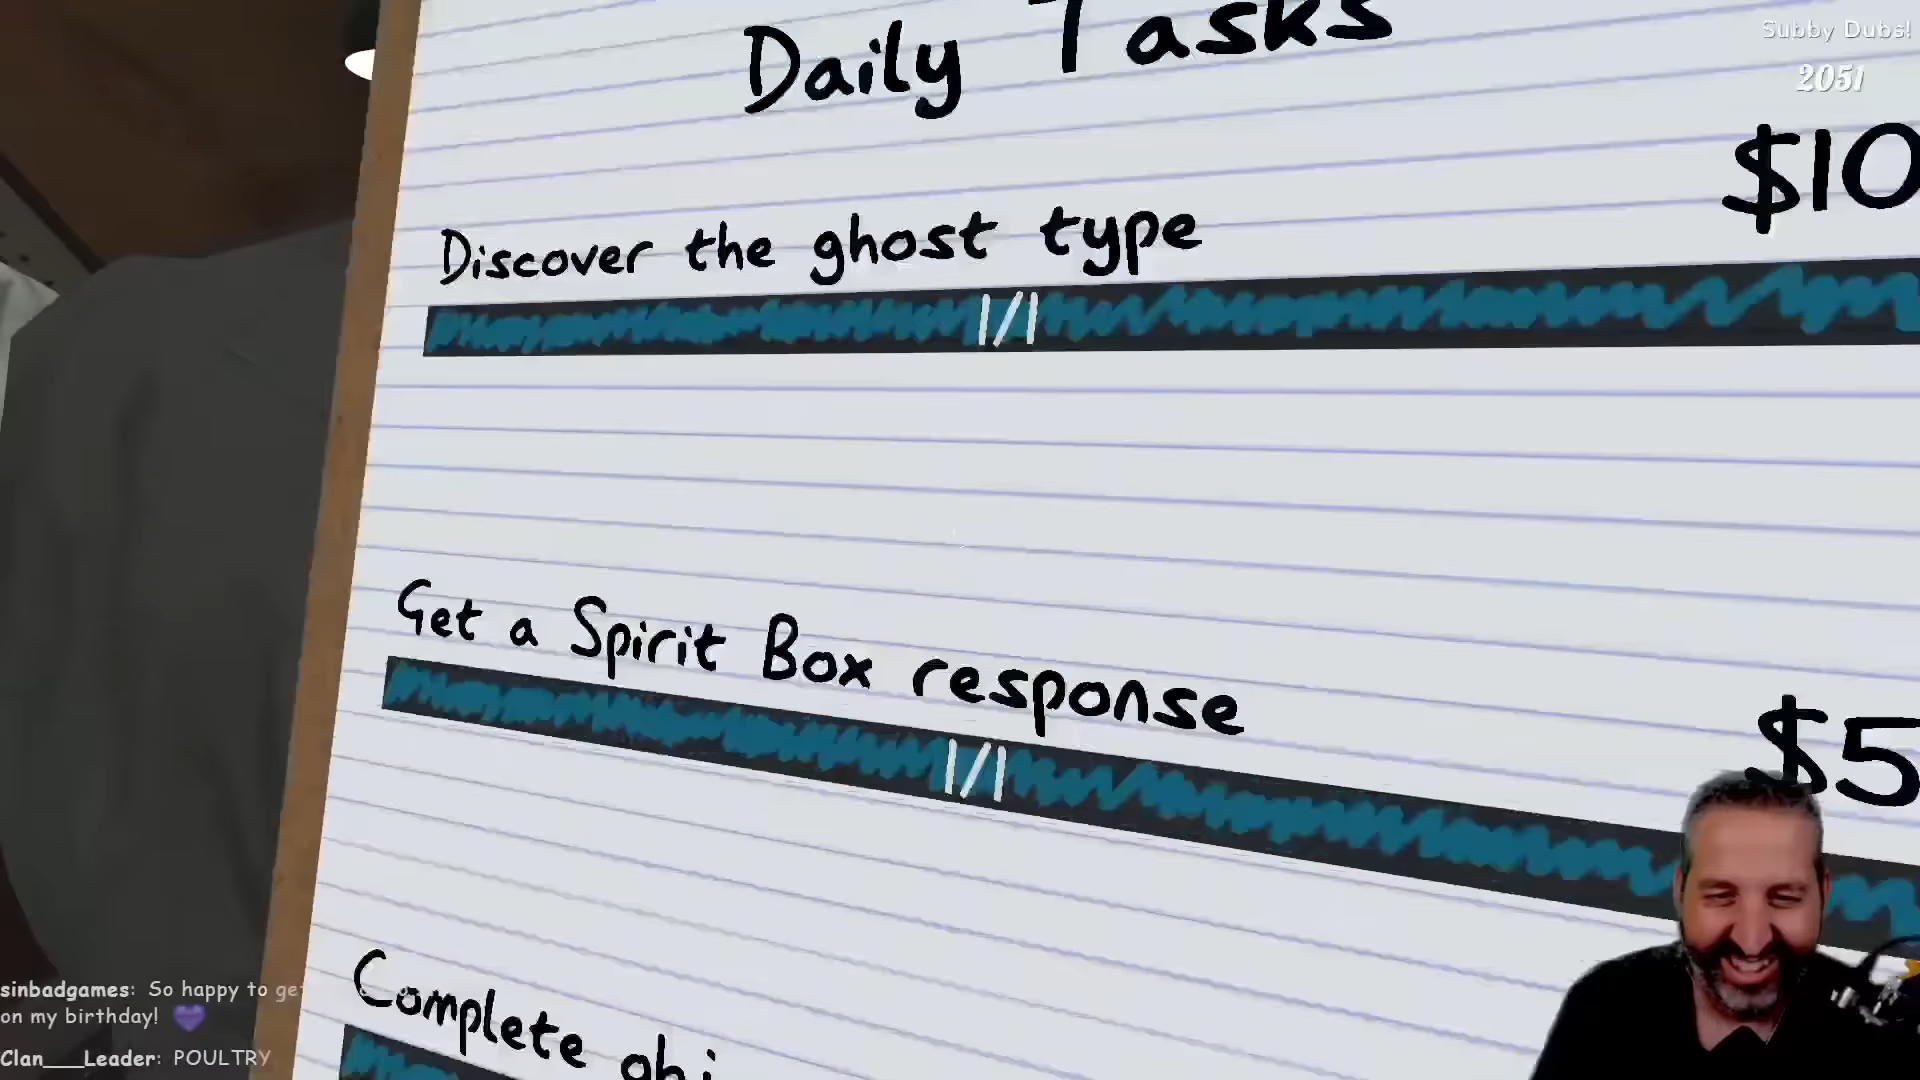 Subby Dubs!
2051
Daily Tasks
$10
Discover the ghost type
1/1
Get a Spirit Box response
$5
1/1
Complete
sinbadgames: So happy to get
on my birthday!
Clan___Leader: POULTRY